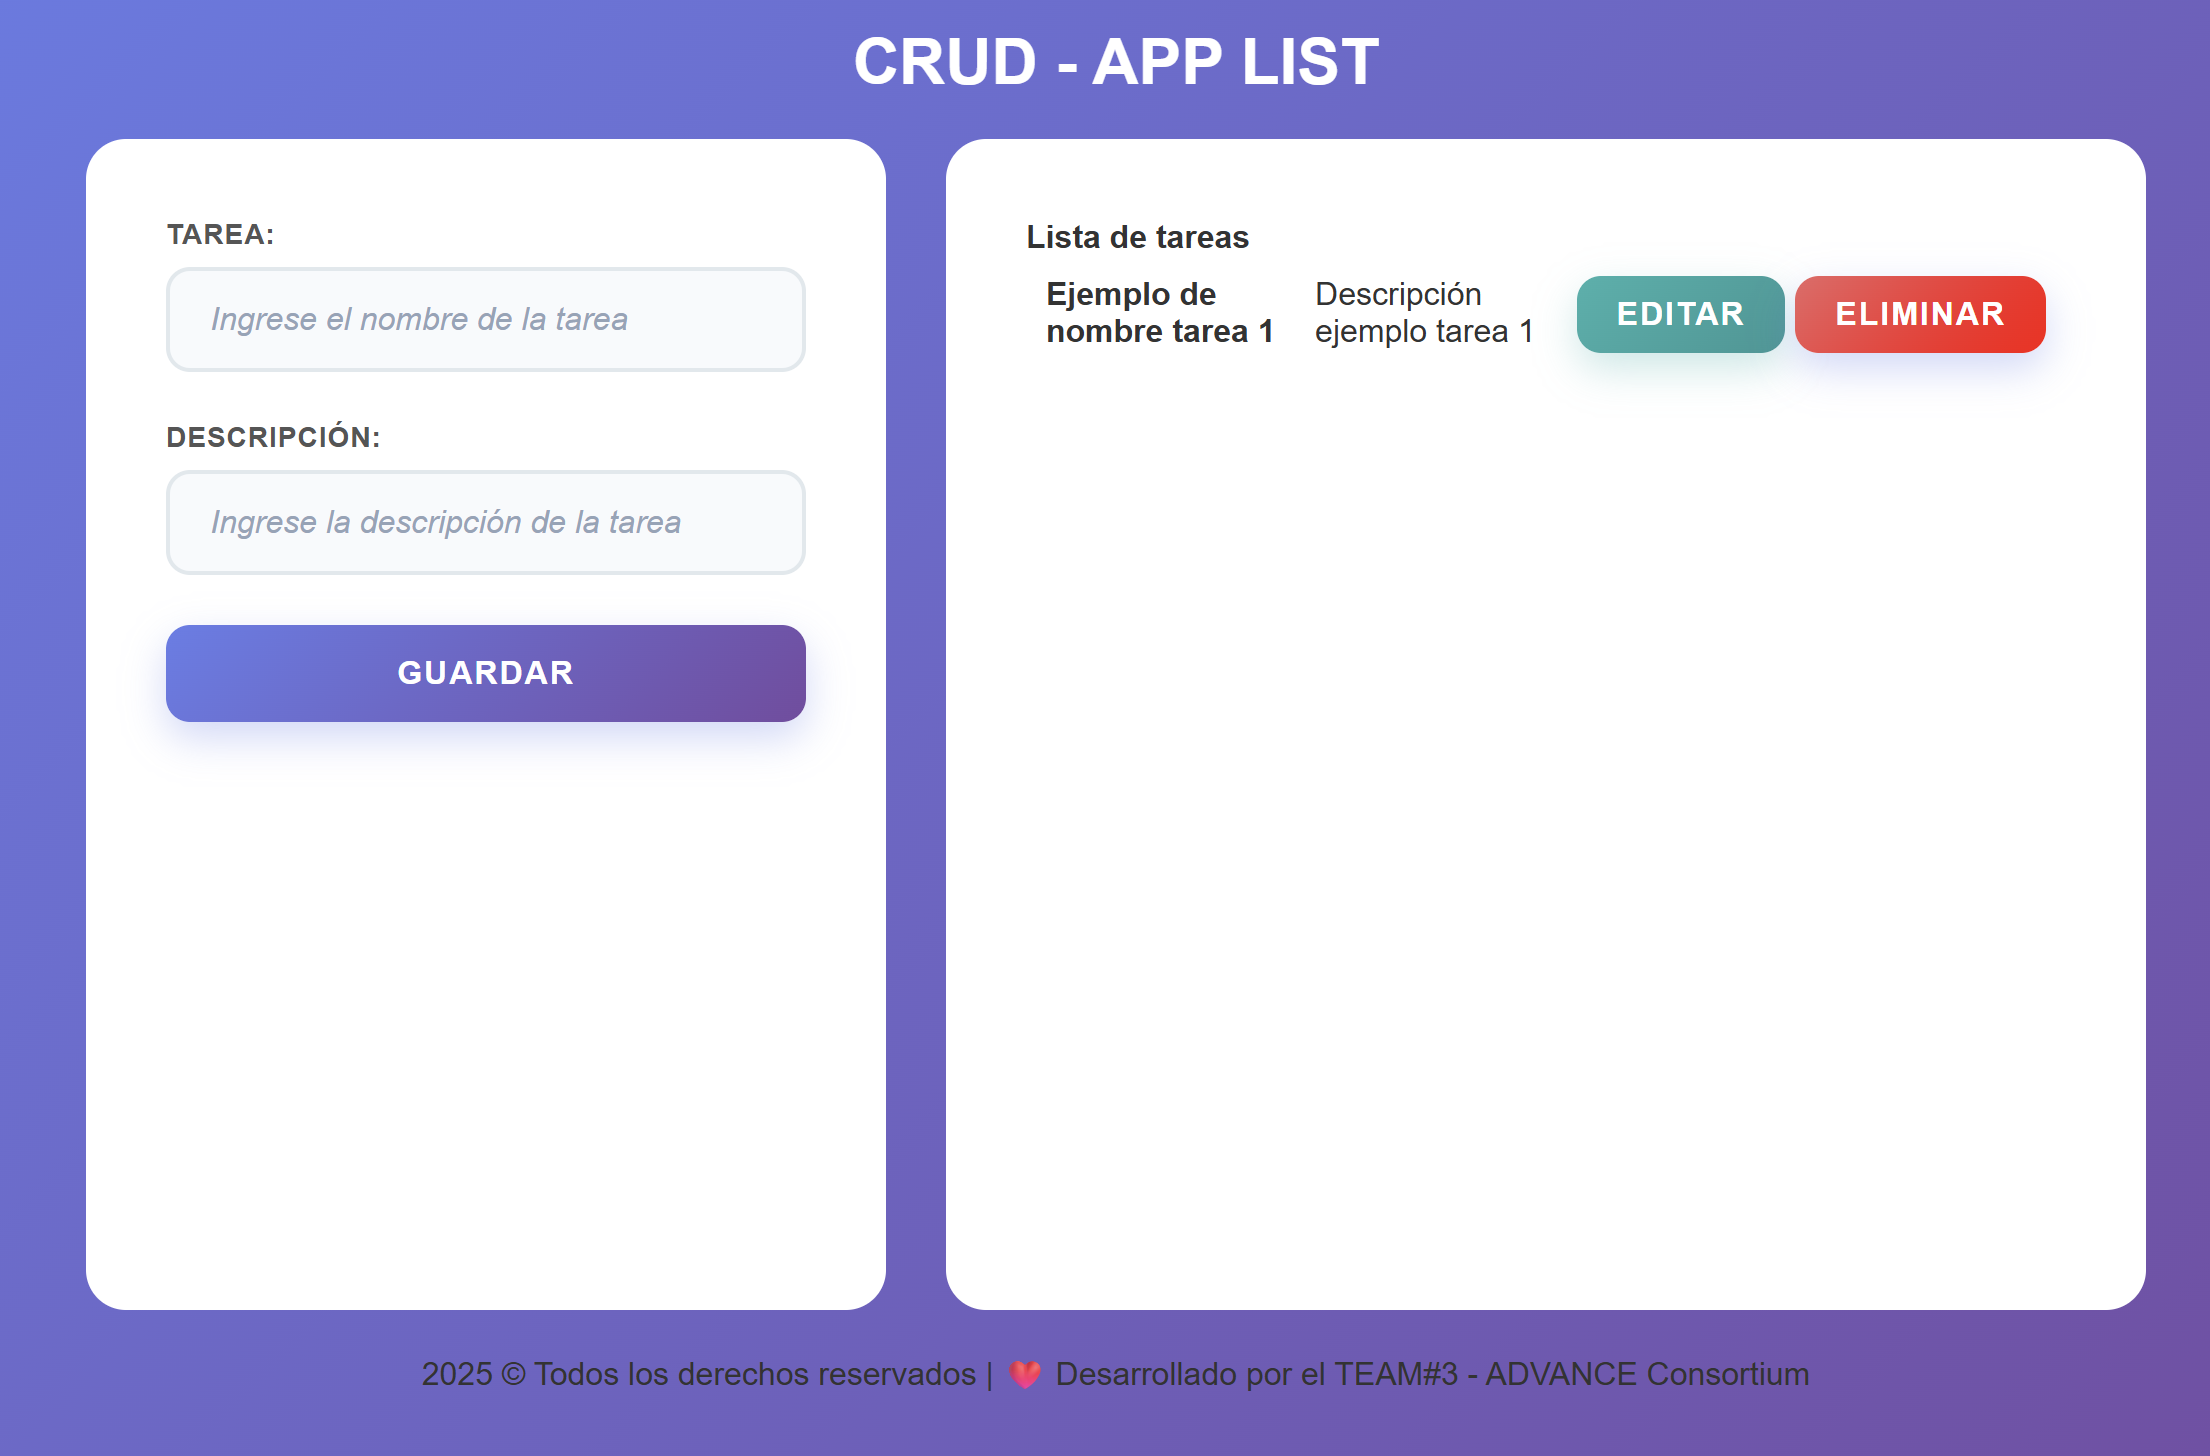 CRUD - APP LIST
TAREA:
Ingrese el nombre de la tarea
DESCRIPCIÓN:
Ingrese la descripción de la tarea
GUARDAR
Lista de tareas
Ejemplo de
nombre tarea 1
Descripción
ejemplo tarea 1
EDITAR
ELIMINAR
2025 © Todos los derechos reservados | 💖 Desarrollado por el TEAM#3 - ADVANCE Consortium